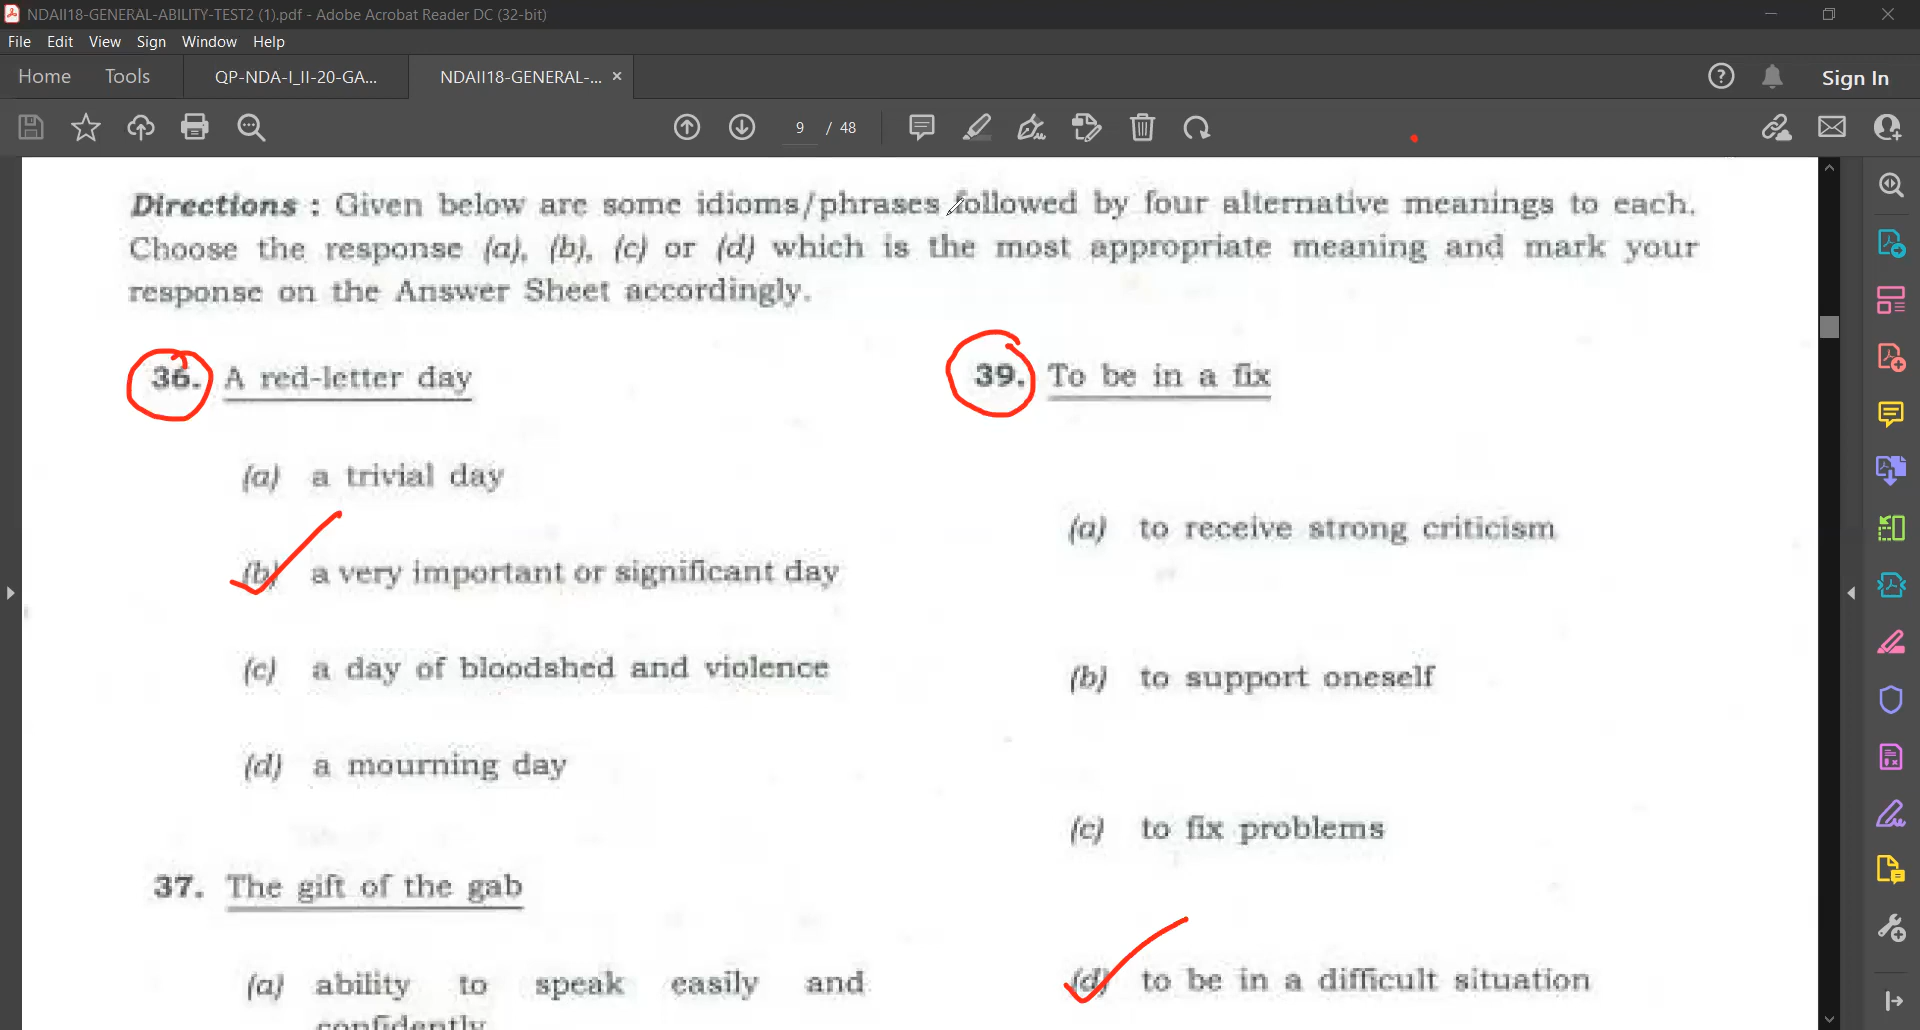 NDAII18-GENERAL-ABILITY-TEST2 (1).pdf - Adobe Acrobat Reader DC (32-bit)
File Edit View Sign Window Help
Home Tools QP-NDA-I_II-20-GA... NDAII18-GENERAL-... × Sign In
9 / 48
Directions : Given below are some idioms/phrases followed by four alternative meanings to each.
Choose the response (a), (b), (c) or (d) which is the most appropriate meaning and mark your
response on the Answer Sheet accordingly.
36. A red-letter day
(a) a trivial day
(b) a very important or significant day
(c) a day of bloodshed and violence
(d) a mourning day
37. The gift of the gab
(a) ability to speak easily and
confidently
39. To be in a fix
(a) to receive strong criticism
(b) to support oneself
(c) to fix problems
(d) to be in a difficult situation